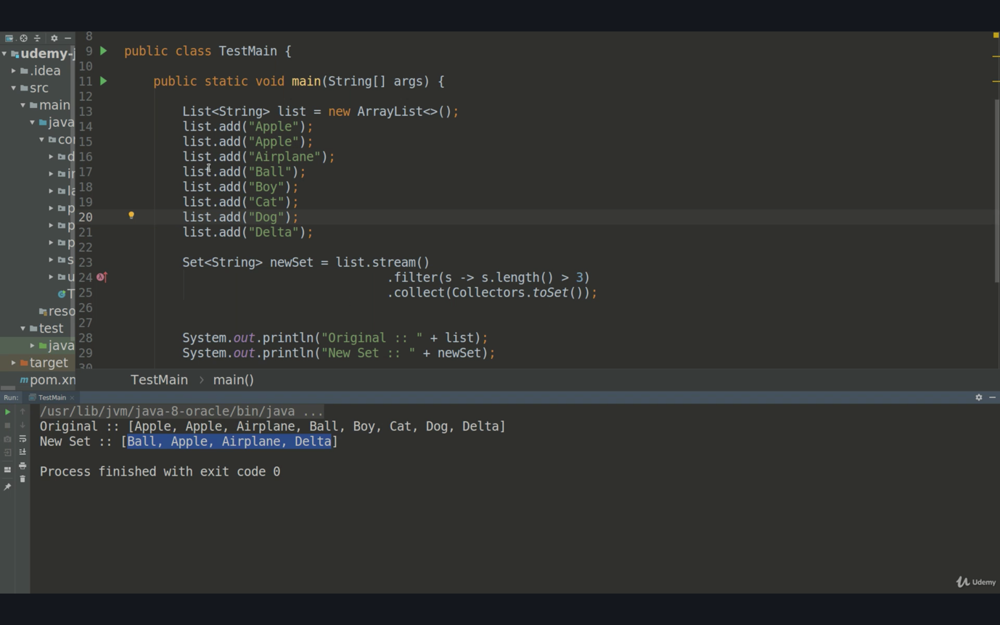 8
9 public class TestMain {
10
11 public static void main(String[] args) {
12
13 List<String> list = new ArrayList<>();
14 list.add("Apple");
15 list.add("Apple");
16 list.add("Airplane");
17 list.add("Ball");
18 list.add("Boy");
19 list.add("Cat");
20 list.add("Dog");
21 list.add("Delta");
22
23 Set<String> newSet = list.stream()
24 .filter(s -> s.length() > 3)
25 .collect(Collectors.toSet());
26
27
28 System.out.println("Original :: " + list);
29 System.out.println("New Set :: " + newSet);
30
udemy-j
.idea
src
main
java
co
d
i
l
p
p
p
s
u
T
reso
test
java
target
pom.xm
TestMain > main()
Run: TestMain
/usr/lib/jvm/java-8-oracle/bin/java ...
Original :: [Apple, Apple, Airplane, Ball, Boy, Cat, Dog, Delta]
New Set :: [Ball, Apple, Airplane, Delta]
Process finished with exit code 0
Udemy